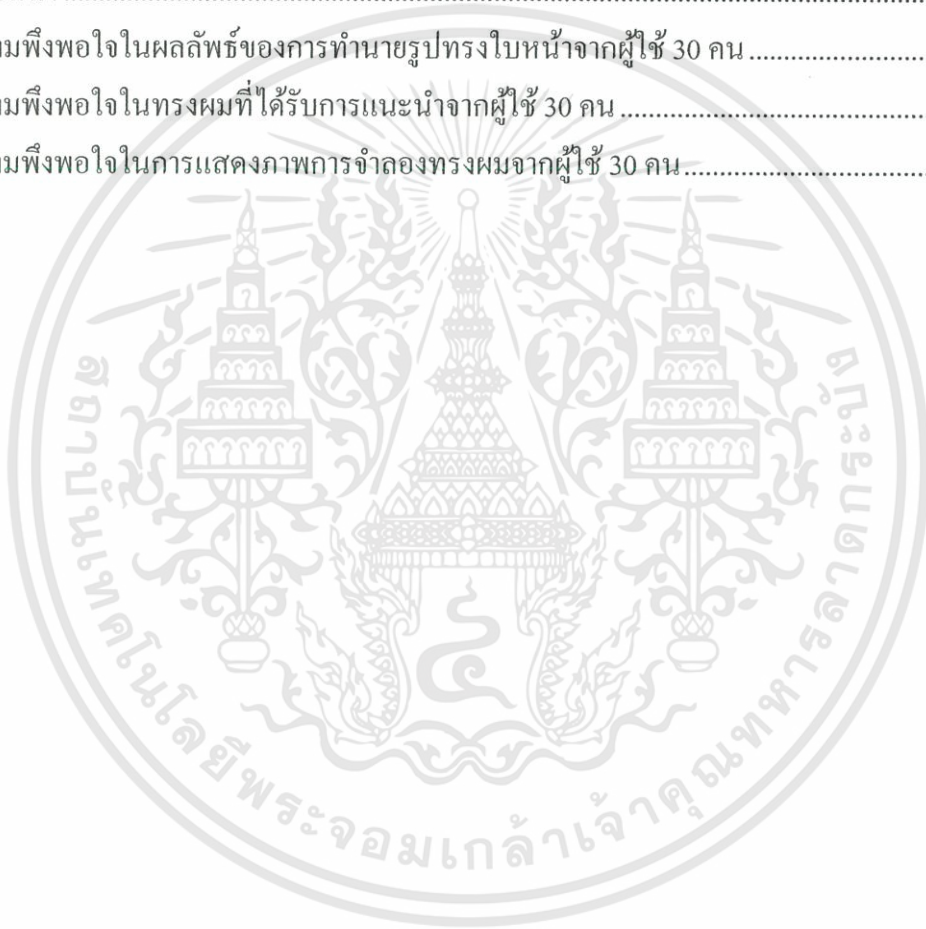 มพึงพอใจในผลลัพธ์ของการทำนายรูปทรงใบหน้าจากผู้ใช้ 30 คน
มพึงพอใจในทรงผมที่ได้รับการแนะนำจากผู้ใช้ 30 คน
มพึงพอใจในการแสดงภาพการจำลองทรงผมจากผู้ใช้ 30 คน
สถาบันเทคโนโลยีพระจอมเกล้าเจ้าคุณทหารลาดกระบัง